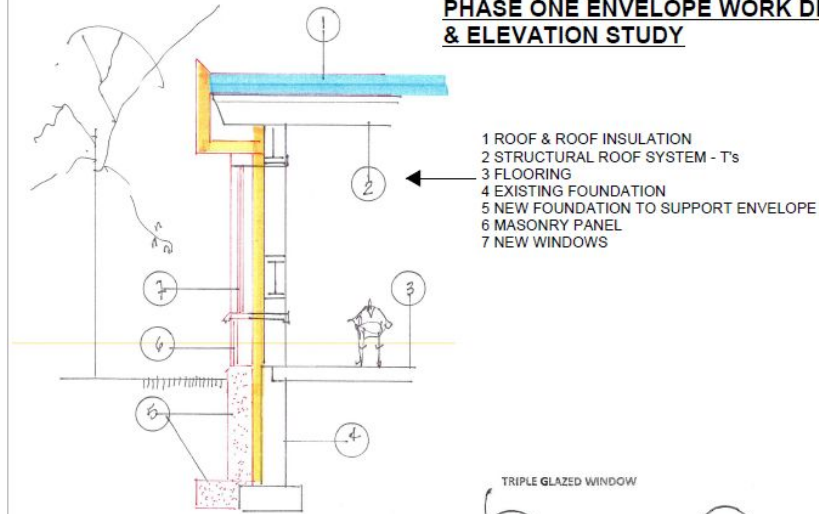 PHASE ONE ENVELOPE WORK
& ELEVATION STUDY
1
1 ROOF & ROOF INSULATION
2 STRUCTURAL ROOF SYSTEM - T's
3 FLOORING
4 EXISTING FOUNDATION
5 NEW FOUNDATION TO SUPPORT ENVELOPE
6 MASONRY PANEL
7 NEW WINDOWS
2
7
3
6
5
4
TRIPLE GLAZED WINDOW